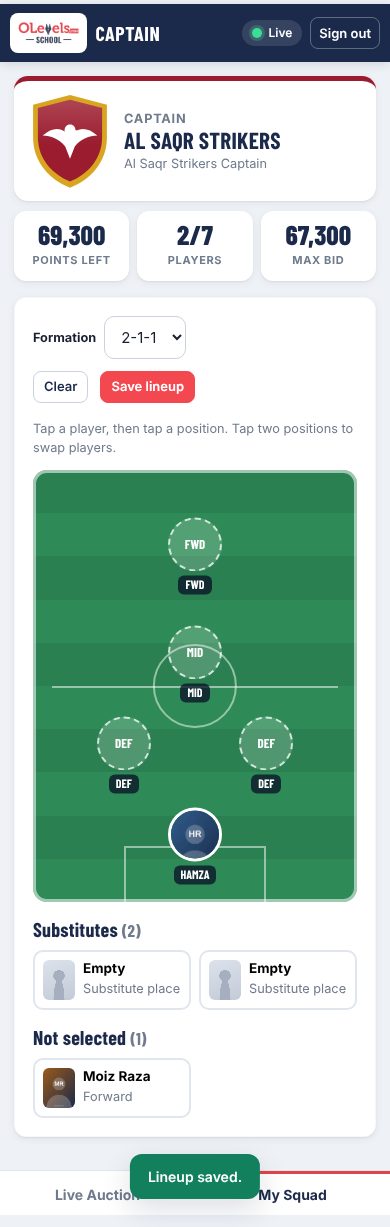 OLevels.com
SCHOOL
CAPTAIN
Live
Sign out
CAPTAIN
AL SAQR STRIKERS
Al Saqr Strikers Captain
69,300
POINTS LEFT
2/7
PLAYERS
67,300
MAX BID
Formation
2-1-1
Clear
Save lineup
Tap a player, then tap a position. Tap two positions to
swap players.
FWD
FWD
MID
MID
DEF
DEF
DEF
DEF
HR
HAMZA
Substitutes (2)
Empty
Substitute place
Empty
Substitute place
Not selected (1)
MR
Moiz Raza
Forward
Lineup saved.
Live Auction
My Squad